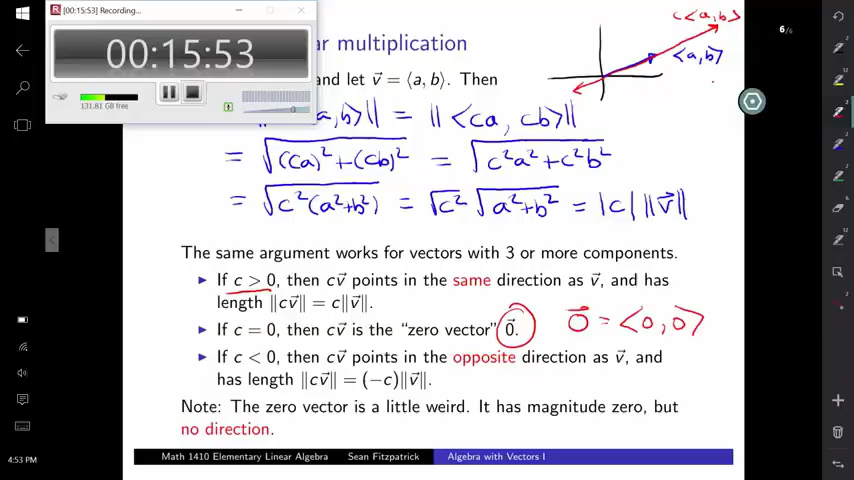 [00:15:53] Recording...
00:15:53
131.81 GB free
ar multiplication
6/6
c<a,b>
<a,b>
and let v⃗ = ⟨a, b⟩. Then
a,b>‖ = ‖<ca, cb>‖
= √((ca)²+(cb)²) = √(c²a²+c²b²)
= √(c²(a²+b²)) = √c² √(a²+b²) = |c| ‖v⃗‖
The same argument works for vectors with 3 or more components.
▶ If c > 0, then cv⃗ points in the same direction as v⃗, and has
length ‖cv⃗‖ = c‖v⃗‖.
▶ If c = 0, then cv⃗ is the “zero vector” 0⃗.
0⃗ = <0,0>
▶ If c < 0, then cv⃗ points in the opposite direction as v⃗, and
has length ‖cv⃗‖ = (−c)‖v⃗‖.
Note: The zero vector is a little weird. It has magnitude zero, but
no direction.
Math 1410 Elementary Linear Algebra Sean Fitzpatrick Algebra with Vectors I
4:53 PM